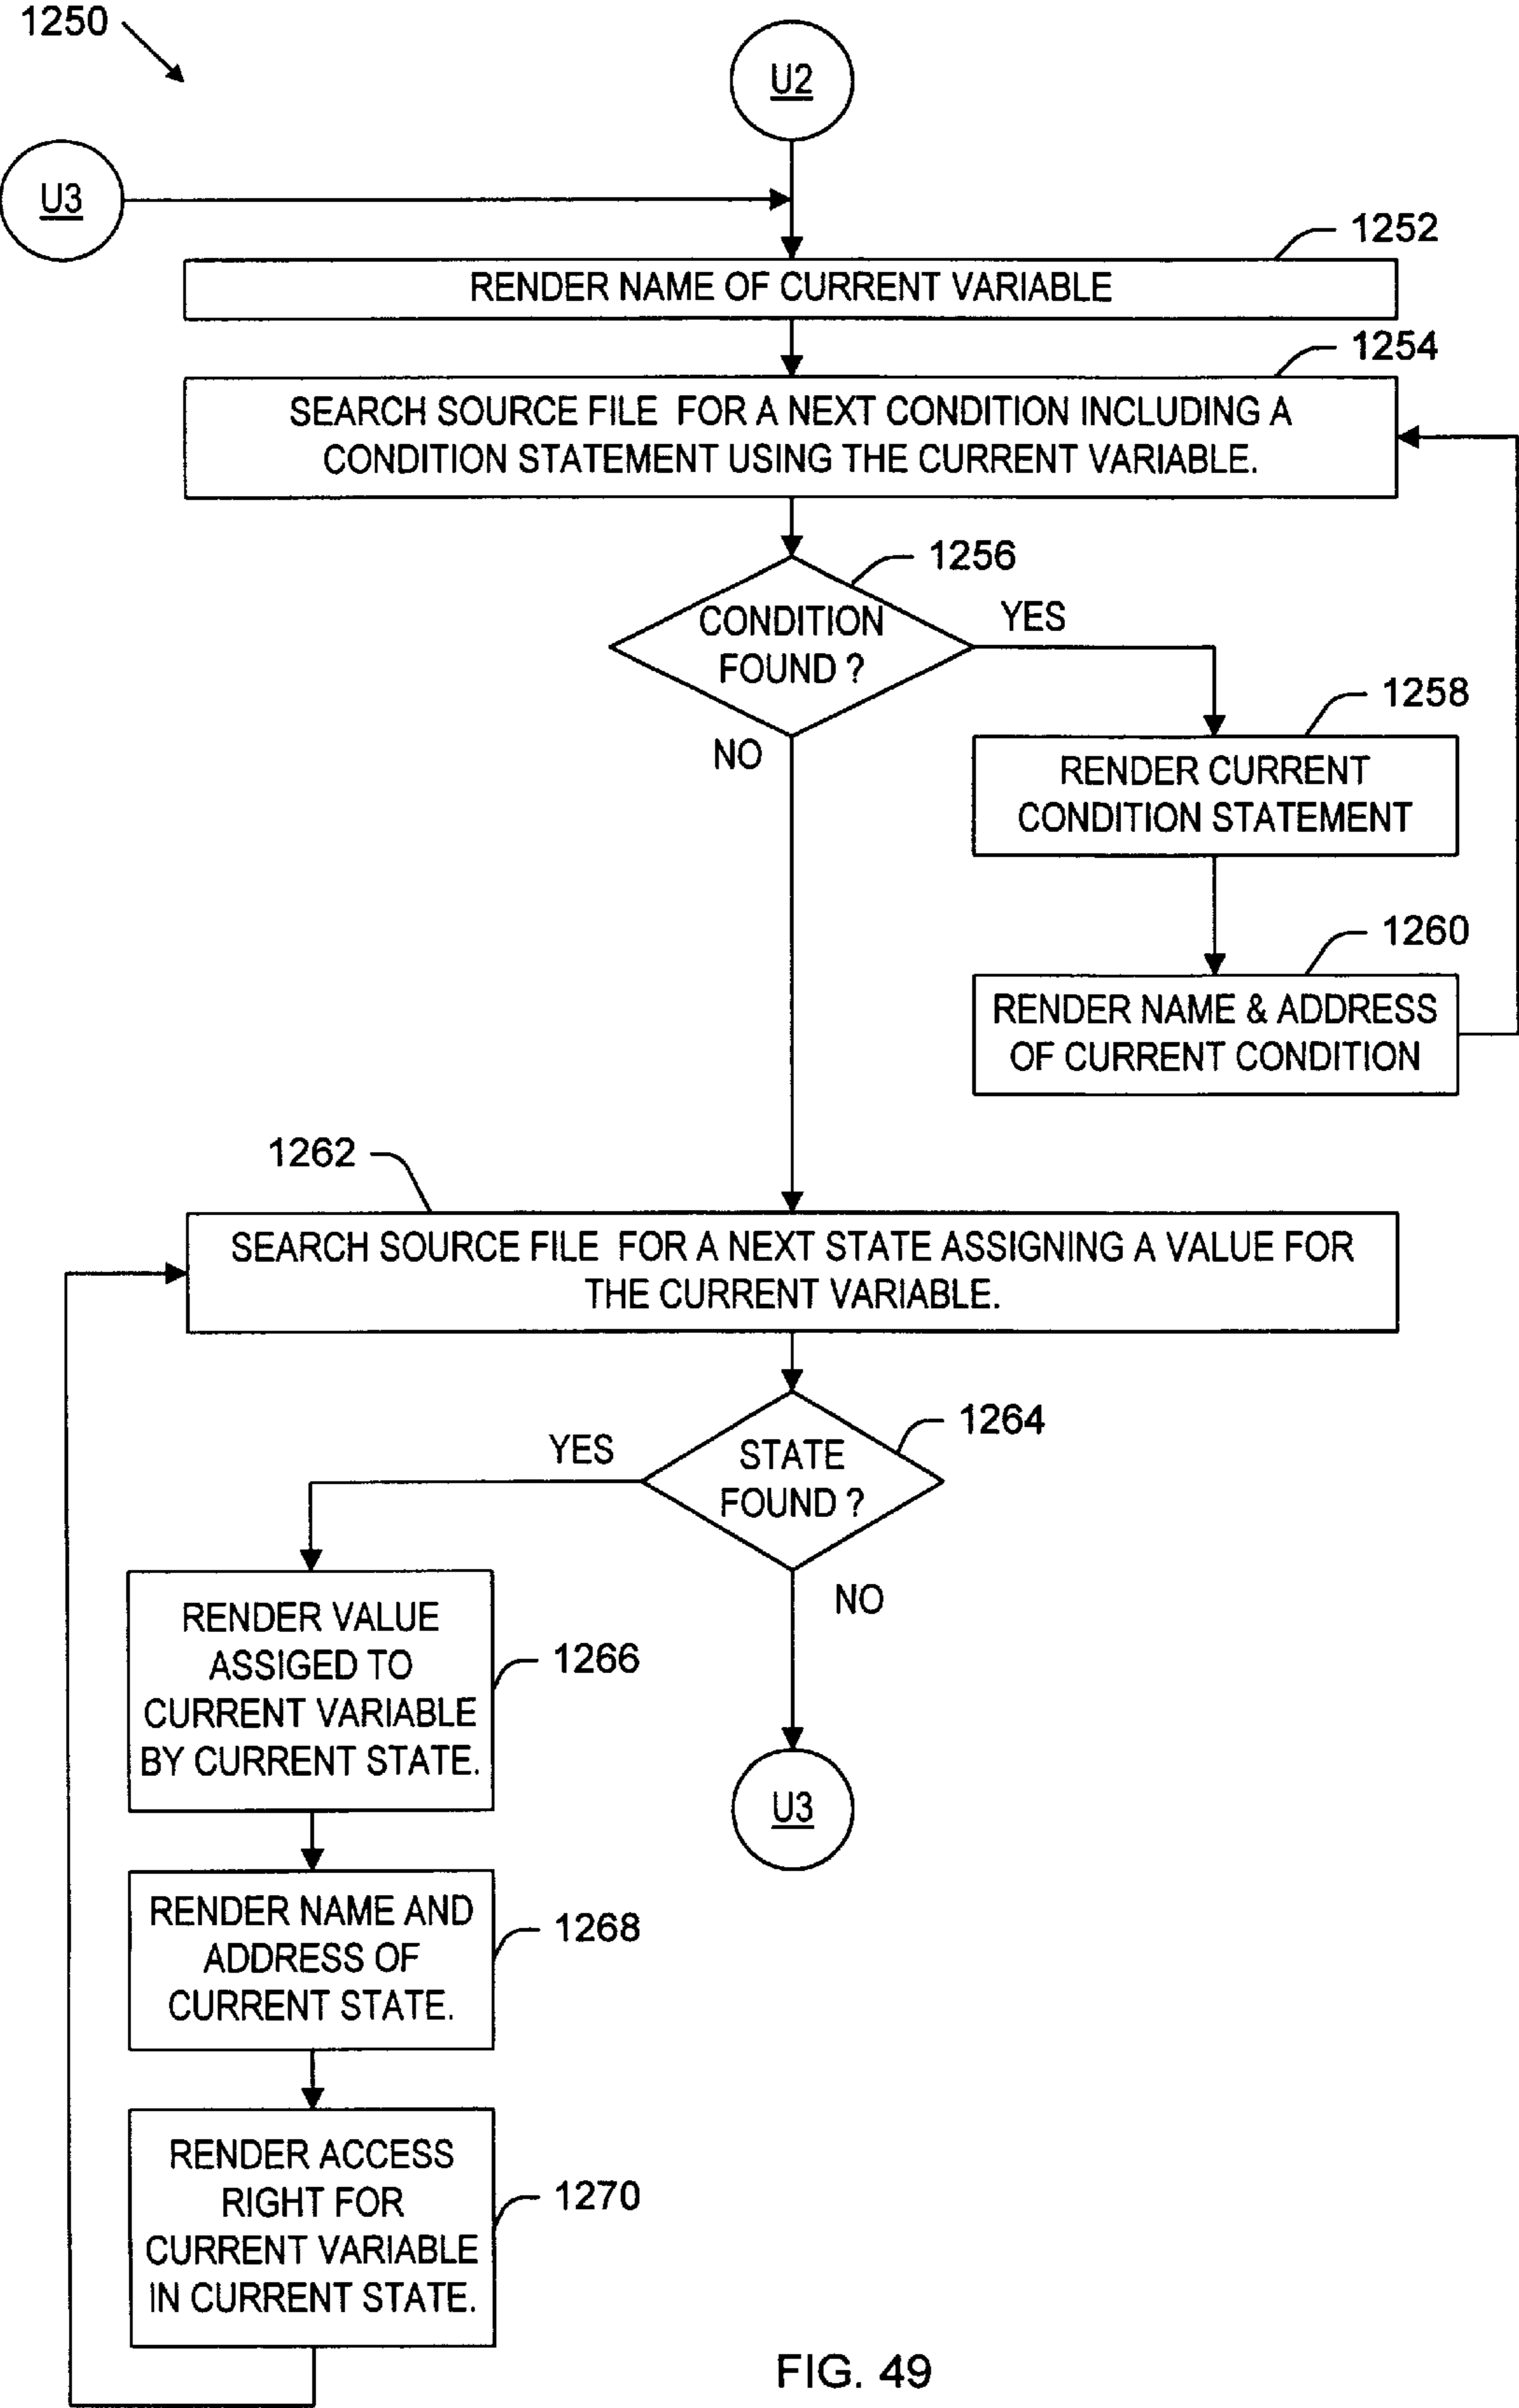 1250
U2
U3
1252
RENDER NAME OF CURRENT VARIABLE
1254
SEARCH SOURCE FILE FOR A NEXT CONDITION INCLUDING A
CONDITION STATEMENT USING THE CURRENT VARIABLE.
1256
CONDITION
FOUND ?
YES
NO
1258
RENDER CURRENT
CONDITION STATEMENT
1260
RENDER NAME & ADDRESS
OF CURRENT CONDITION
1262
SEARCH SOURCE FILE FOR A NEXT STATE ASSIGNING A VALUE FOR
THE CURRENT VARIABLE.
1264
STATE
FOUND ?
YES
NO
RENDER VALUE
ASSIGED TO
CURRENT VARIABLE
BY CURRENT STATE.
1266
U3
RENDER NAME AND
ADDRESS OF
CURRENT STATE.
1268
RENDER ACCESS
RIGHT FOR
CURRENT VARIABLE
IN CURRENT STATE.
1270
FIG. 49